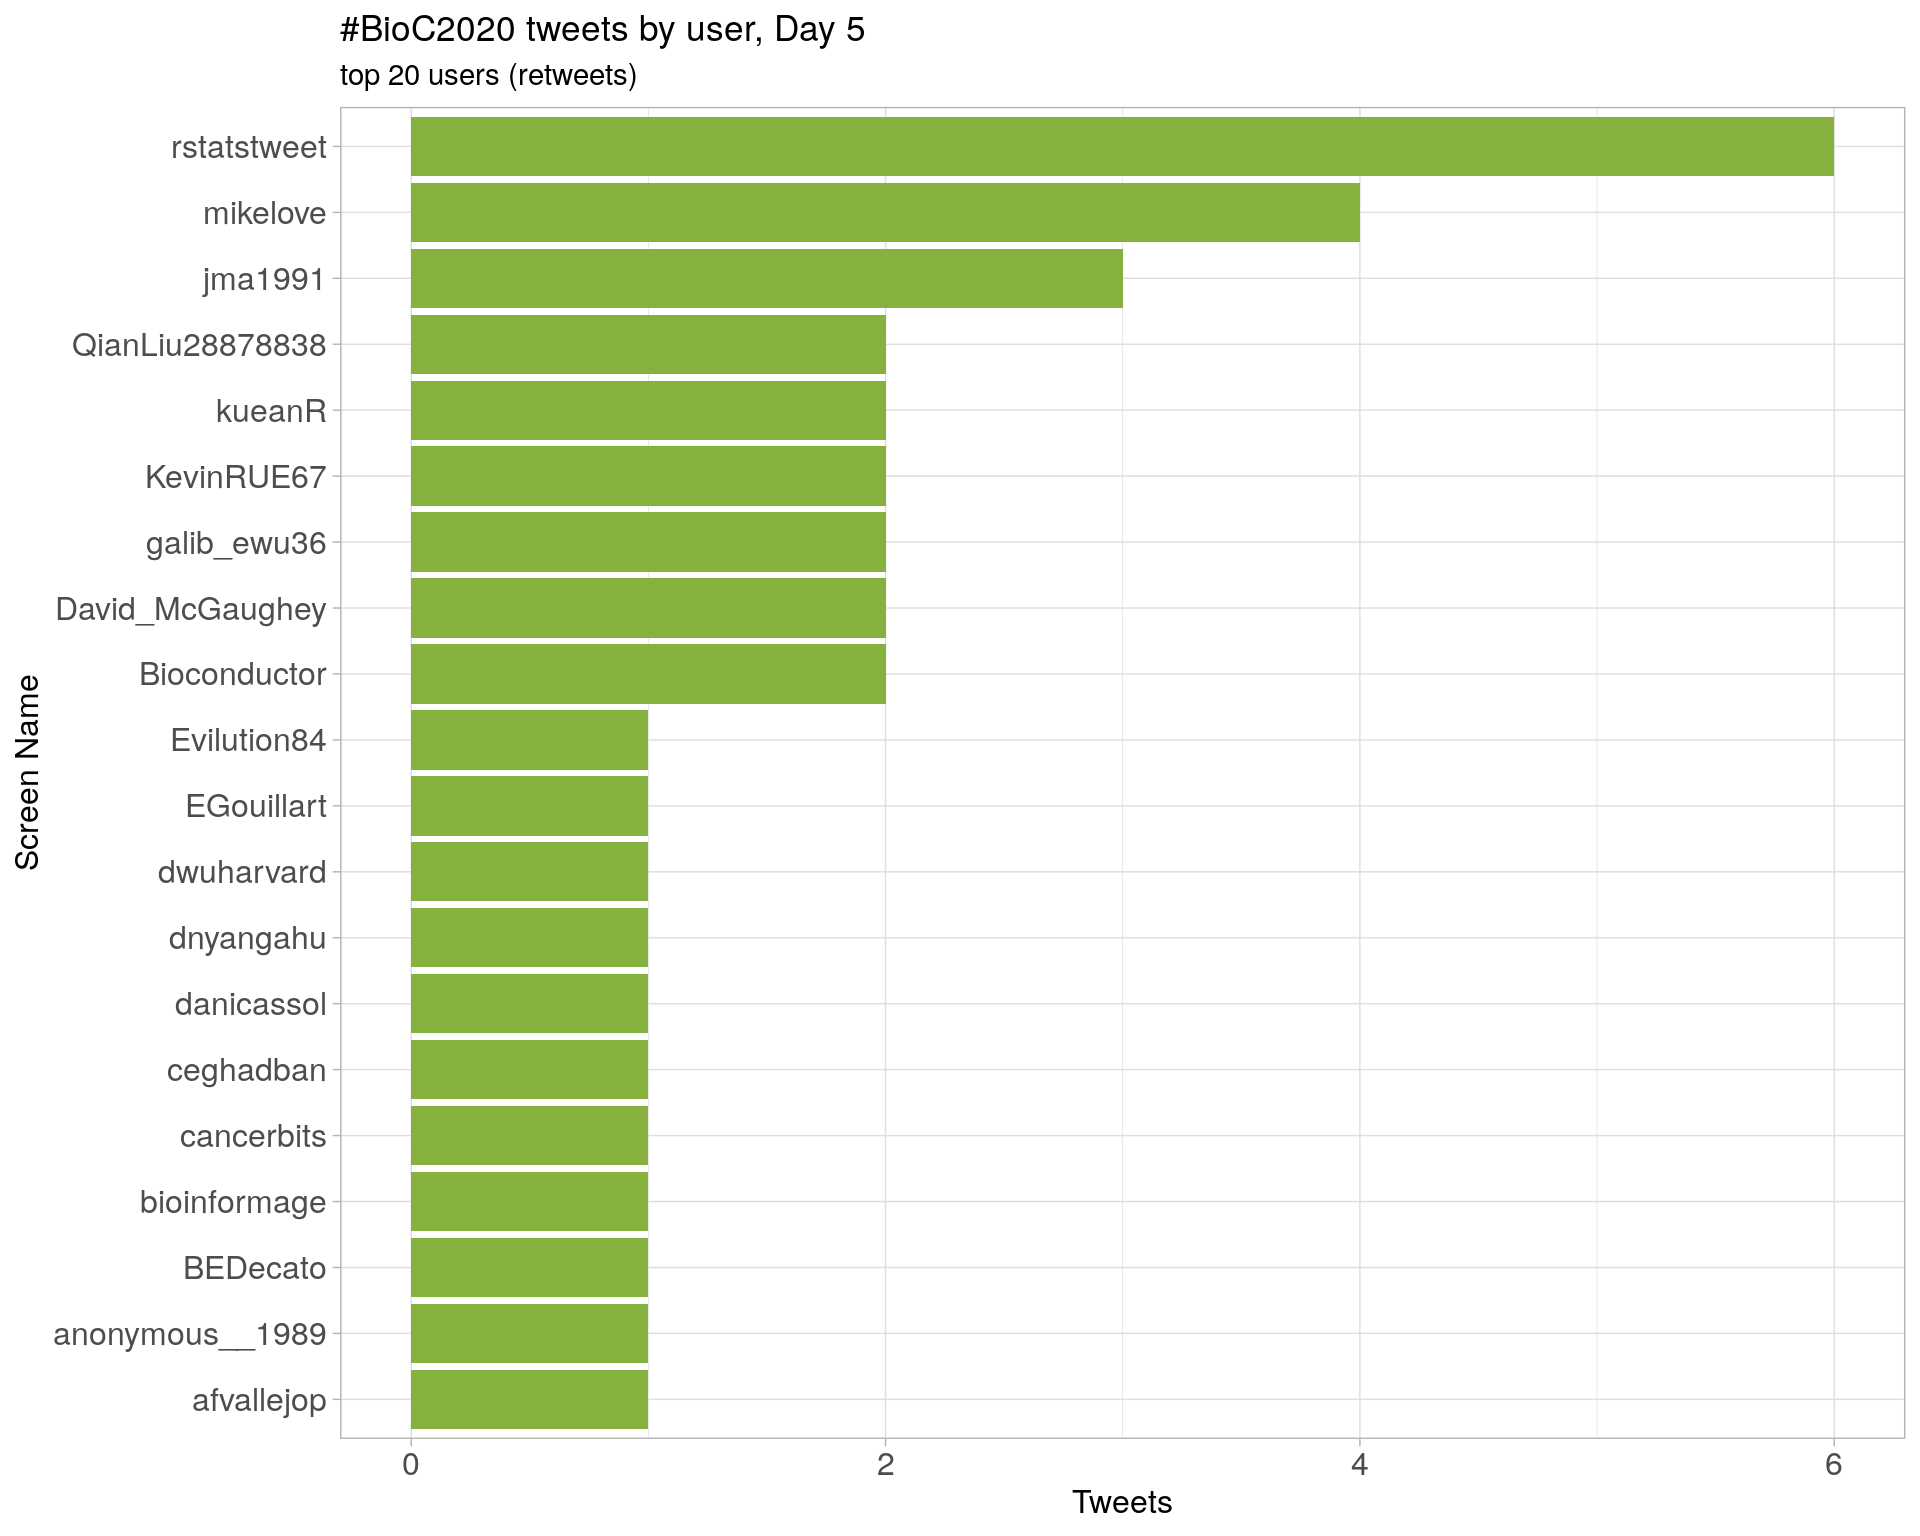 #BioC2020 tweets by user, Day 5
top 20 users (retweets)
rstatstweet
mikelove
jma1991
QianLiu28878838
kueanR
KevinRUE67
galib_ewu36
David_McGaughey
Bioconductor
Evilution84
EGouillart
dwuharvard
dnyangahu
danicassol
ceghadban
cancerbits
bioinformage
BEDecato
anonymous__1989
afvallejop
Screen Name
0 2 4 6
Tweets